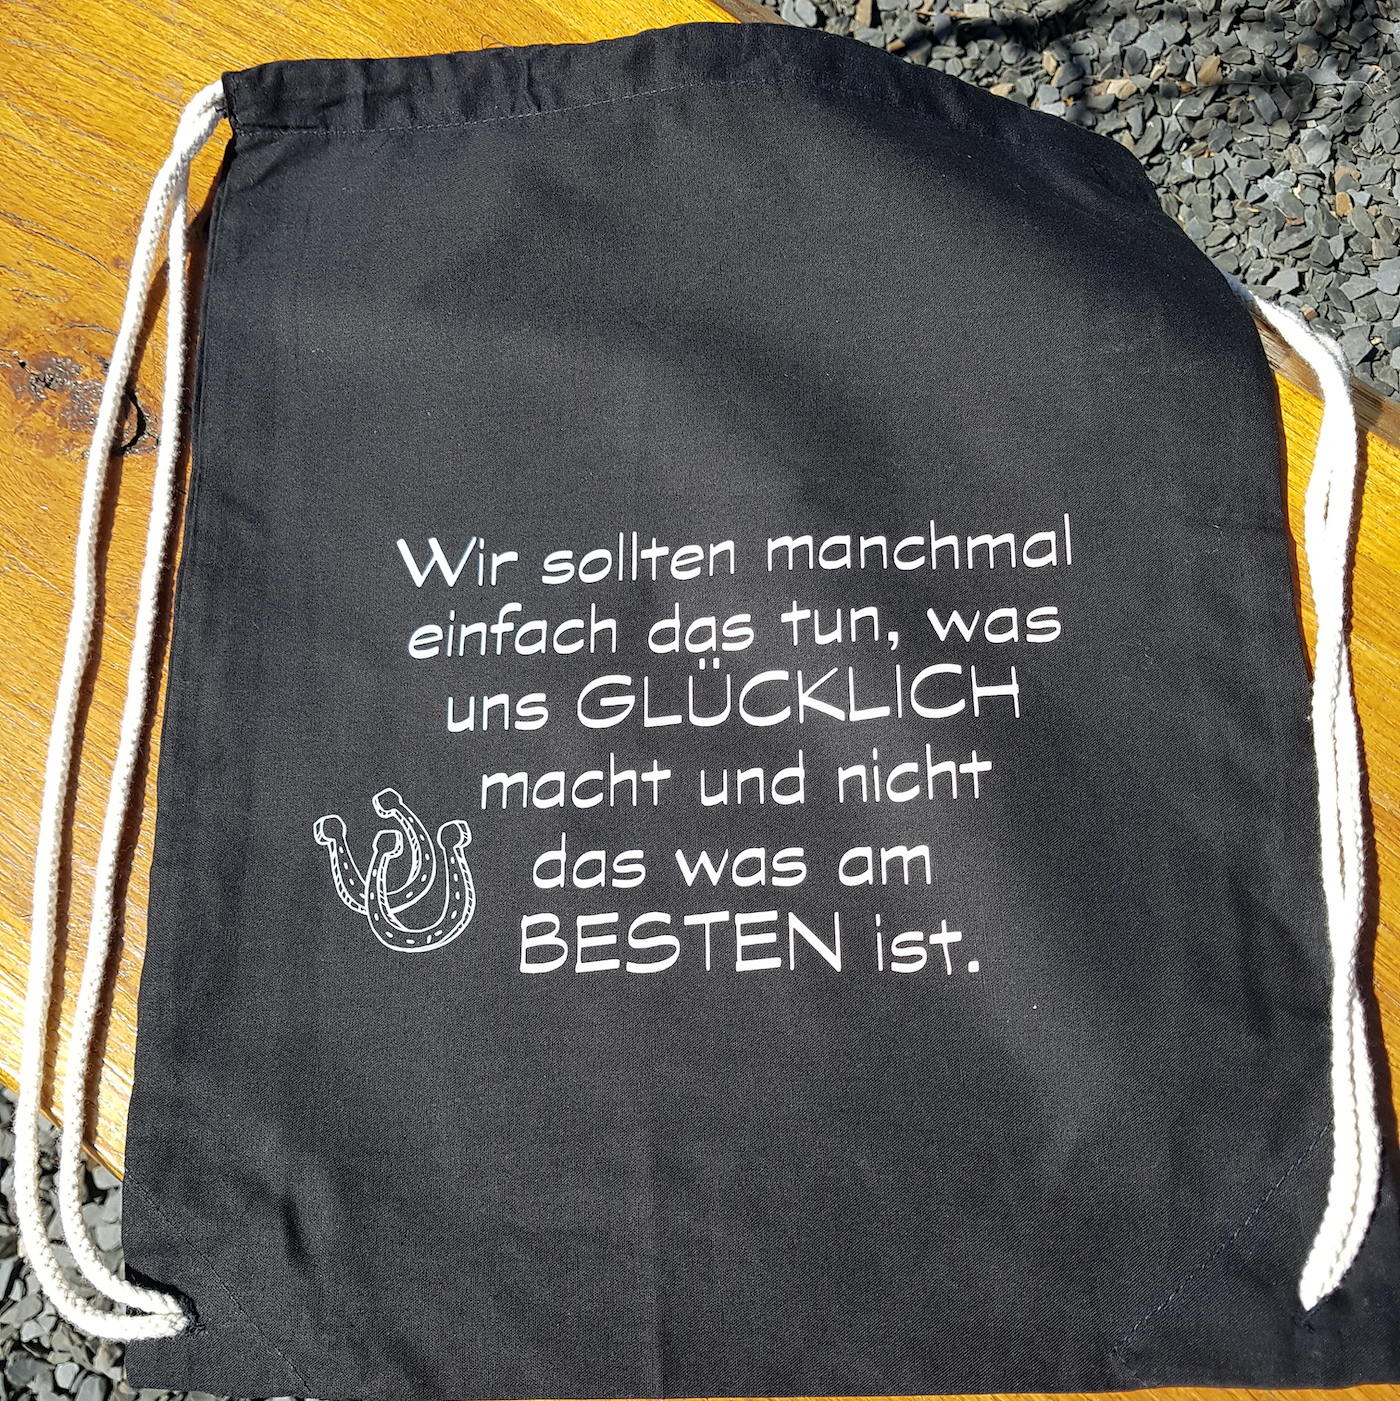 Wir sollten manchmal
einfach das tun, was
uns GLÜCKLICH
macht und nicht
das was am
BESTEN ist.